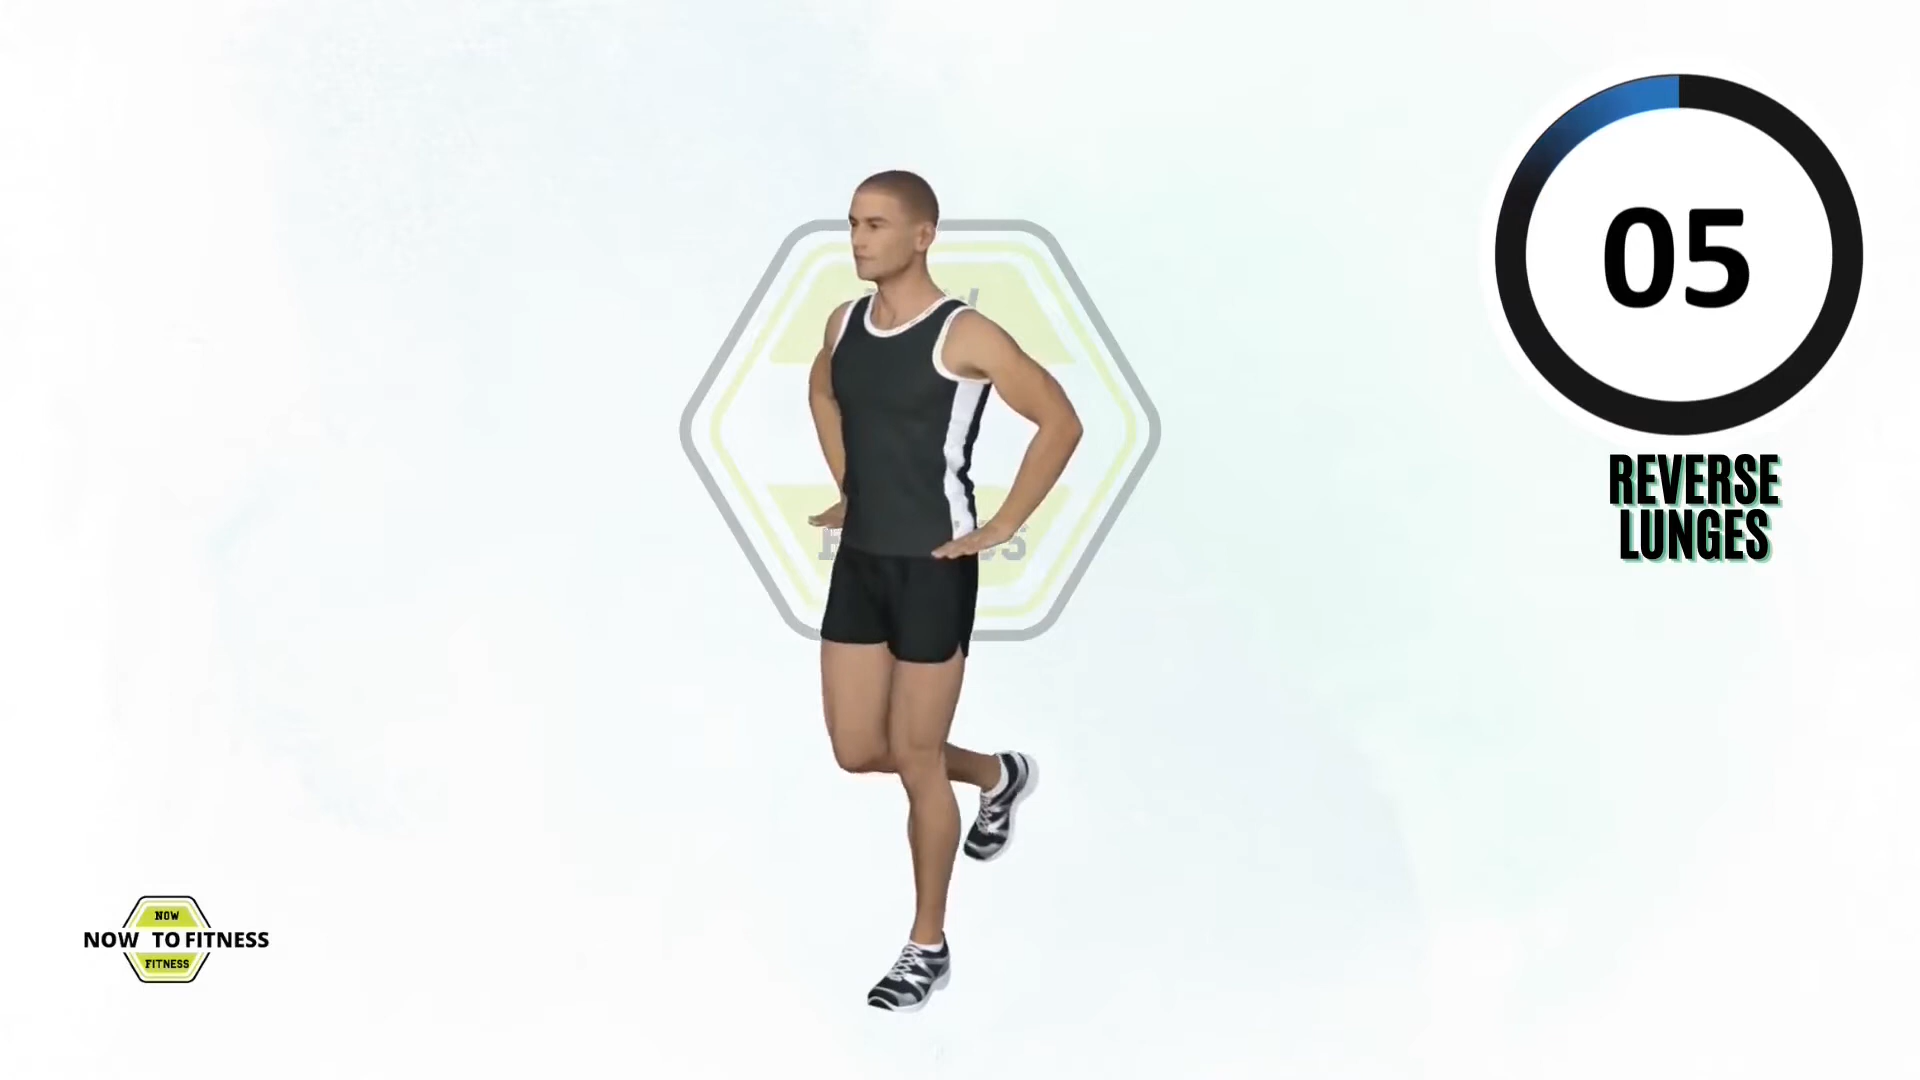 05
REVERSE
LUNGES
NOW
NOW TO FITNESS
FITNESS